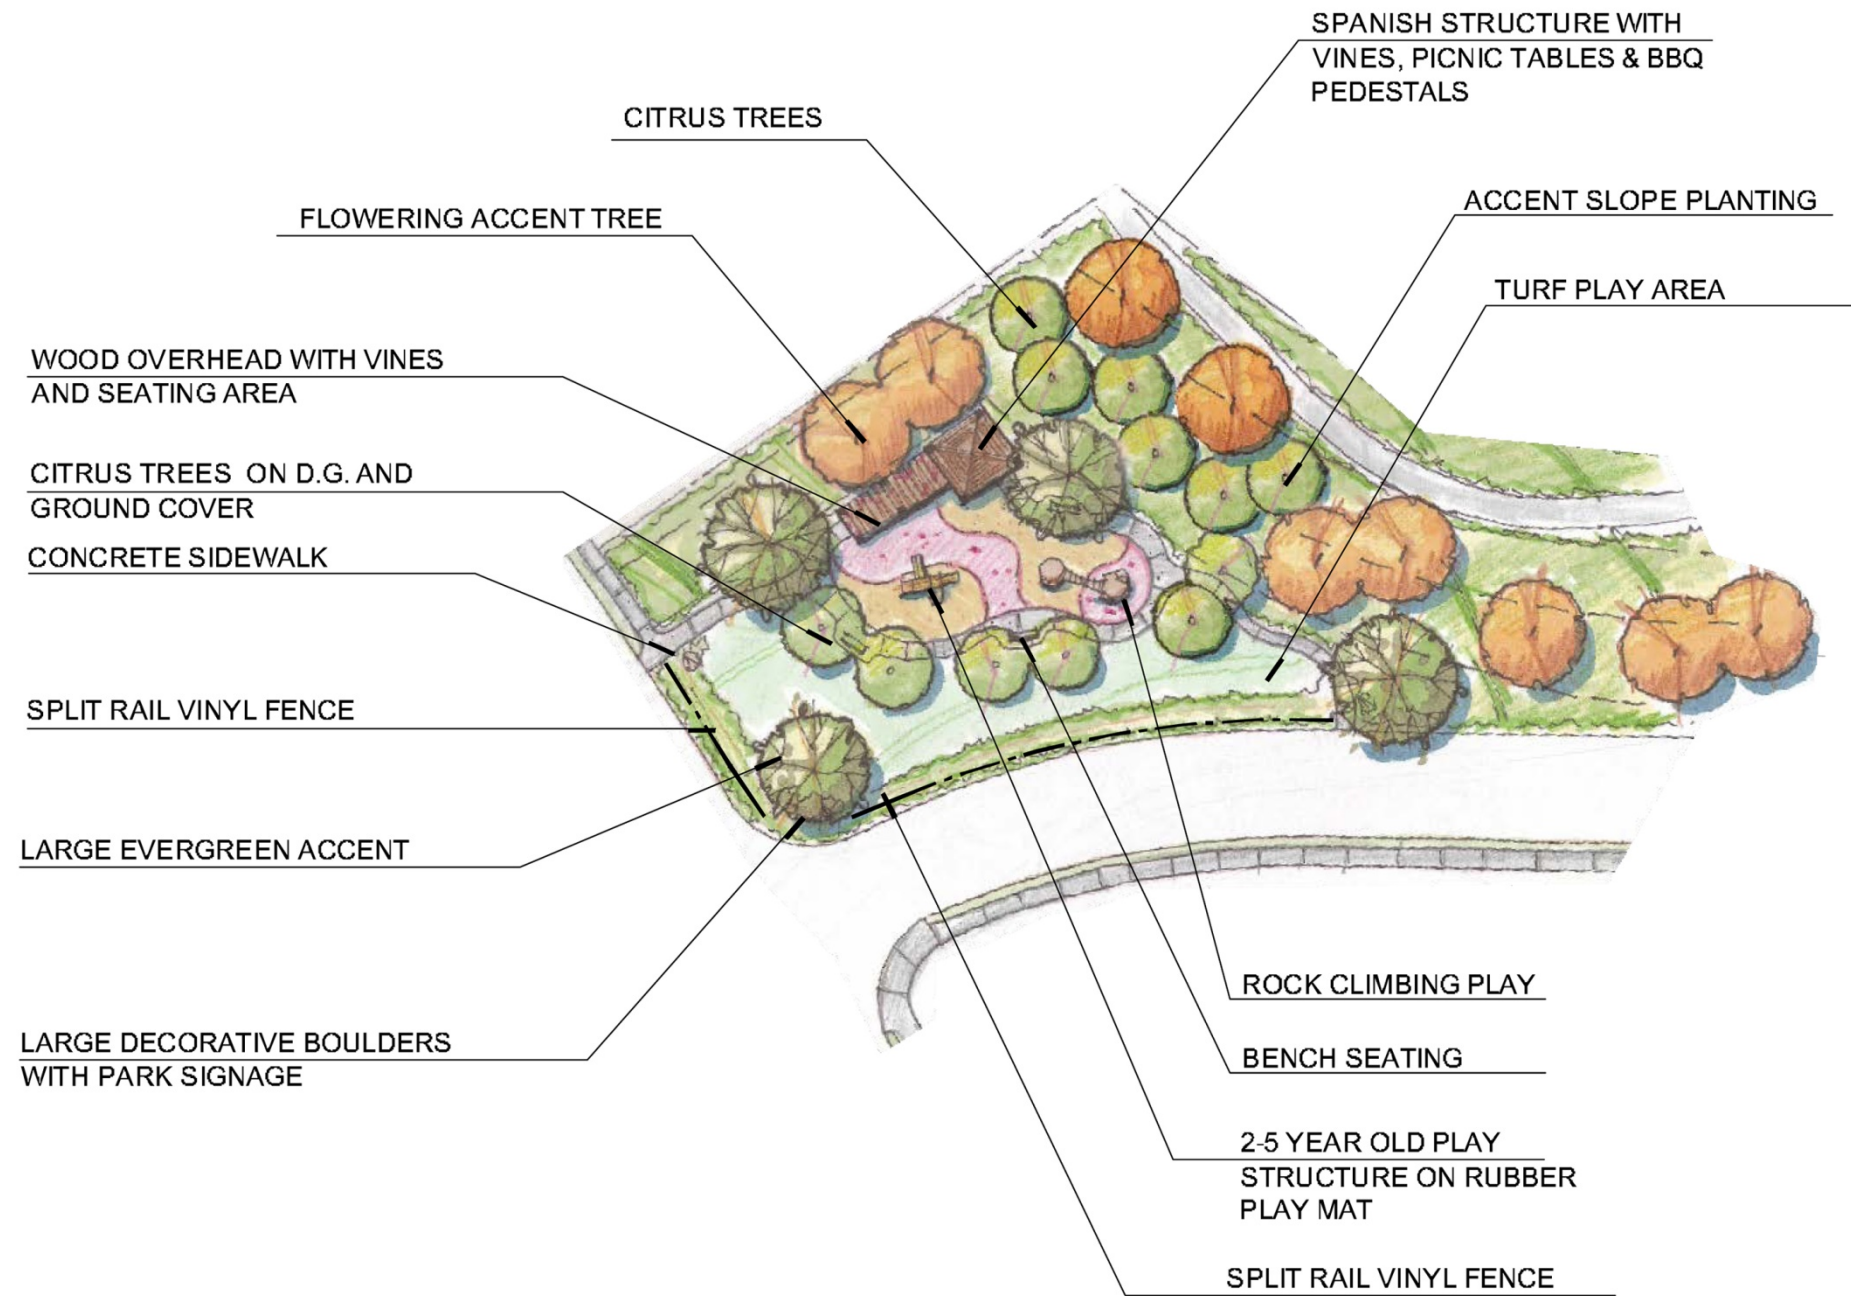 SPANISH STRUCTURE WITH
VINES, PICNIC TABLES & BBQ
PEDESTALS
CITRUS TREES
ACCENT SLOPE PLANTING
FLOWERING ACCENT TREE
TURF PLAY AREA
WOOD OVERHEAD WITH VINES
AND SEATING AREA
CITRUS TREES ON D.G. AND
GROUND COVER
CONCRETE SIDEWALK
SPLIT RAIL VINYL FENCE
LARGE EVERGREEN ACCENT
LARGE DECORATIVE BOULDERS
WITH PARK SIGNAGE
ROCK CLIMBING PLAY
BENCH SEATING
2-5 YEAR OLD PLAY
STRUCTURE ON RUBBER
PLAY MAT
SPLIT RAIL VINYL FENCE